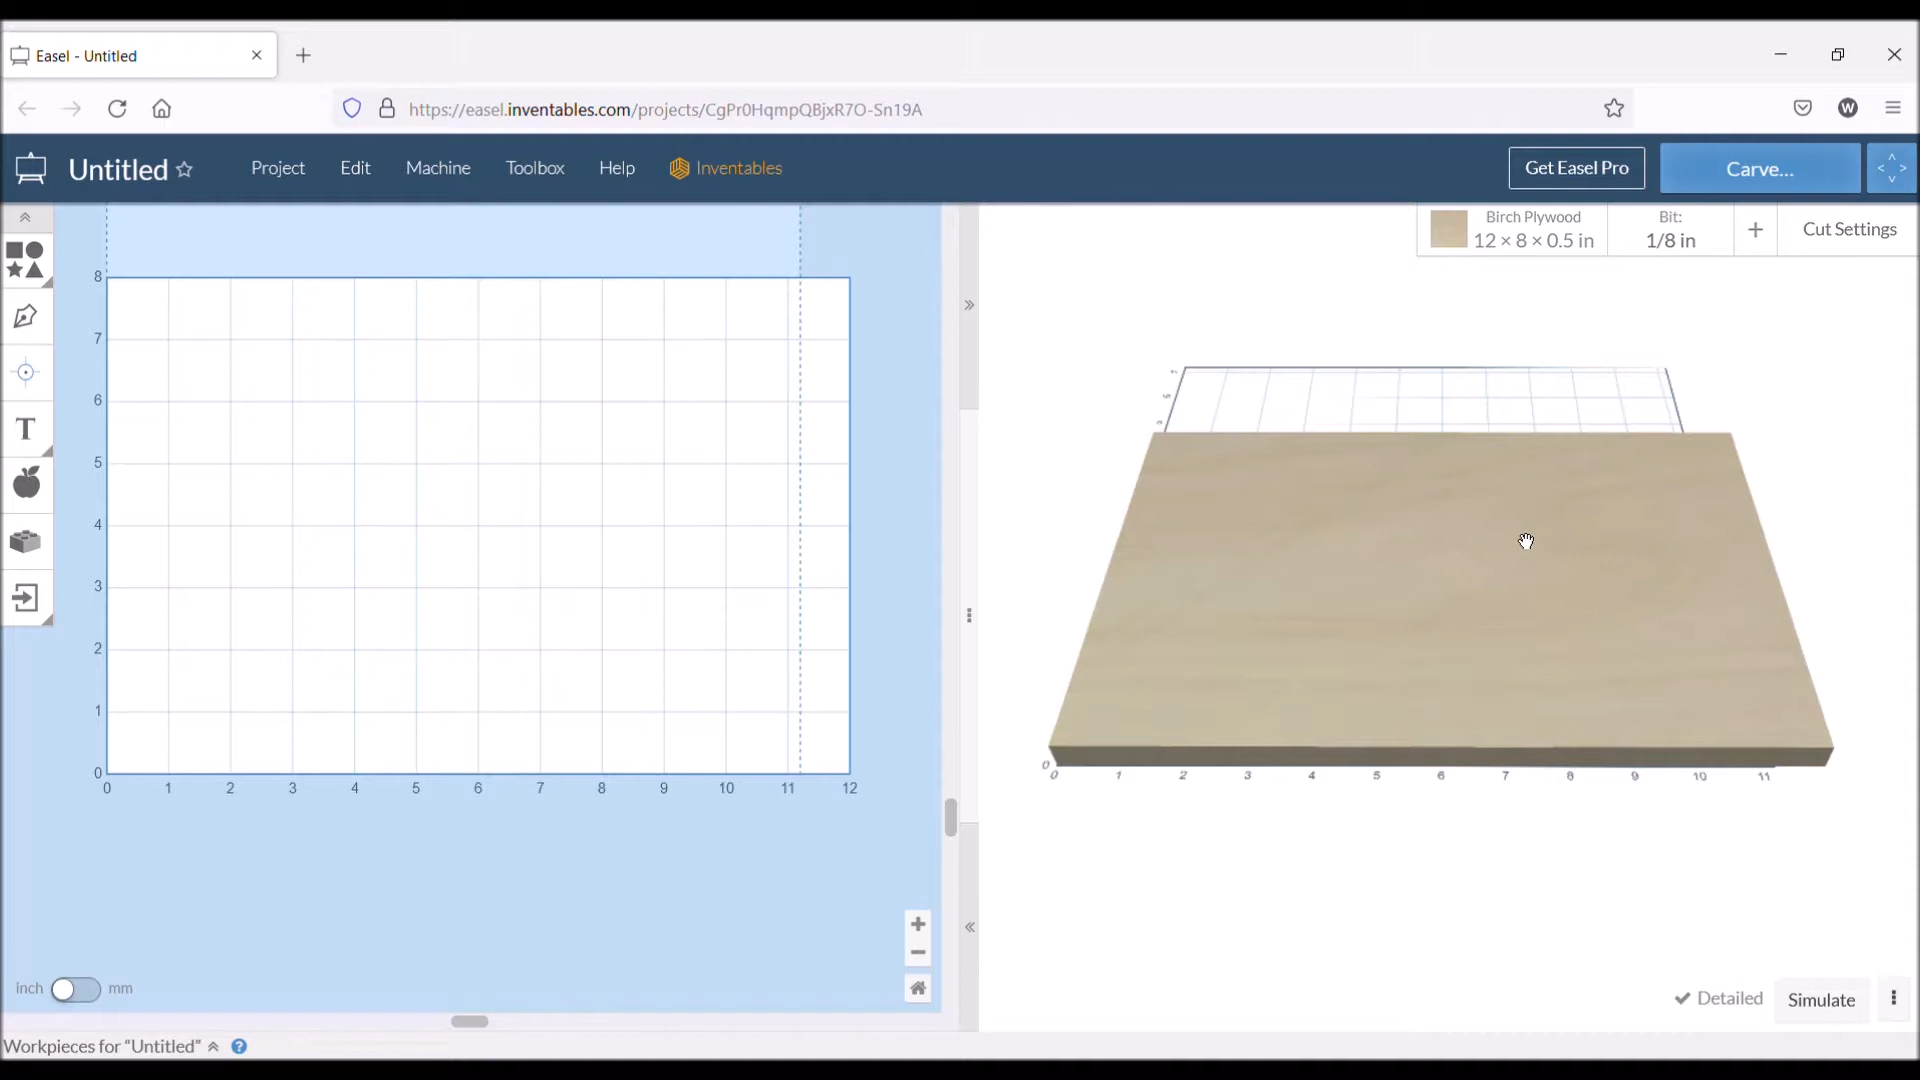 Easel - Untitled
https://easel.inventables.com/projects/CgPr0HqmpQBjxR7O-Sn19A
W
Untitled
Project
Edit
Machine
Toolbox
Help
Inventables
Get Easel Pro
Carve...
Birch Plywood
12 × 8 × 0.5 in
Bit:
1/8 in
+
Cut Settings
T
8
7
6
5
4
3
2
1
0
0 1 2 3 4 5 6 7 8 9 10 11 12
0
0 1 2 3 4 5 6 7 8 9 10 11
inch
mm
Detailed
Simulate
Workpieces for “Untitled”
?